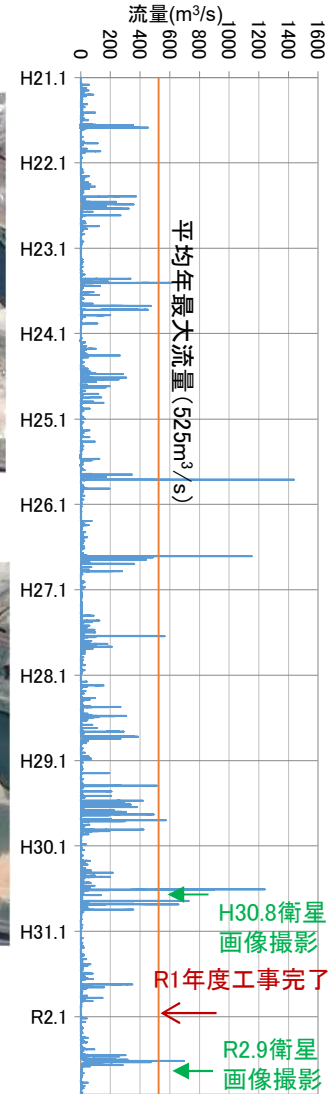 流量(m³/s)
0
200
400
600
800
1000
1200
1400
1600
H21.1
H22.1
H23.1
H24.1
H25.1
H26.1
H27.1
H28.1
H29.1
H30.1
H31.1
R2.1
平均年最大流量(525m³/s)
H30.8衛星
画像撮影
R1年度工事完了
R2.9衛星
画像撮影